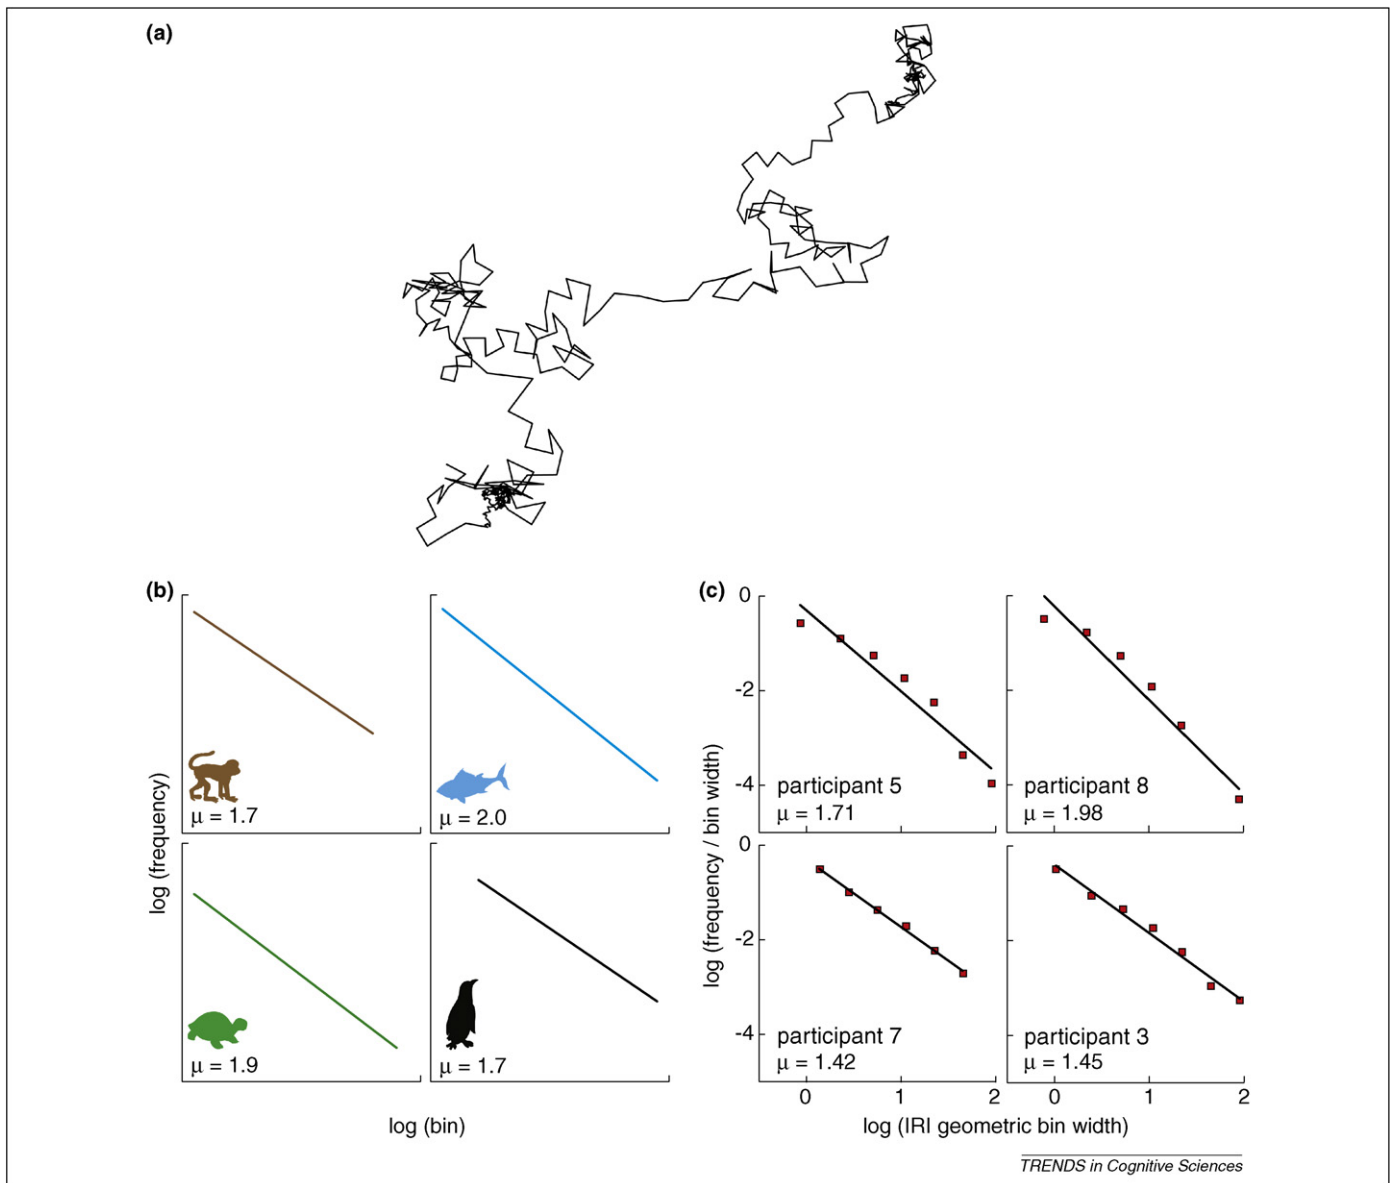 (a)
(b)
log (frequency)
μ = 1.7
μ = 2.0
μ = 1.9
μ = 1.7
log (bin)
(c)
log (frequency / bin width)
0
-2
-4
participant 5
μ = 1.71
participant 8
μ = 1.98
0
-2
-4
participant 7
μ = 1.42
participant 3
μ = 1.45
0 1 2
0 1 2
log (IRI geometric bin width)
TRENDS in Cognitive Sciences